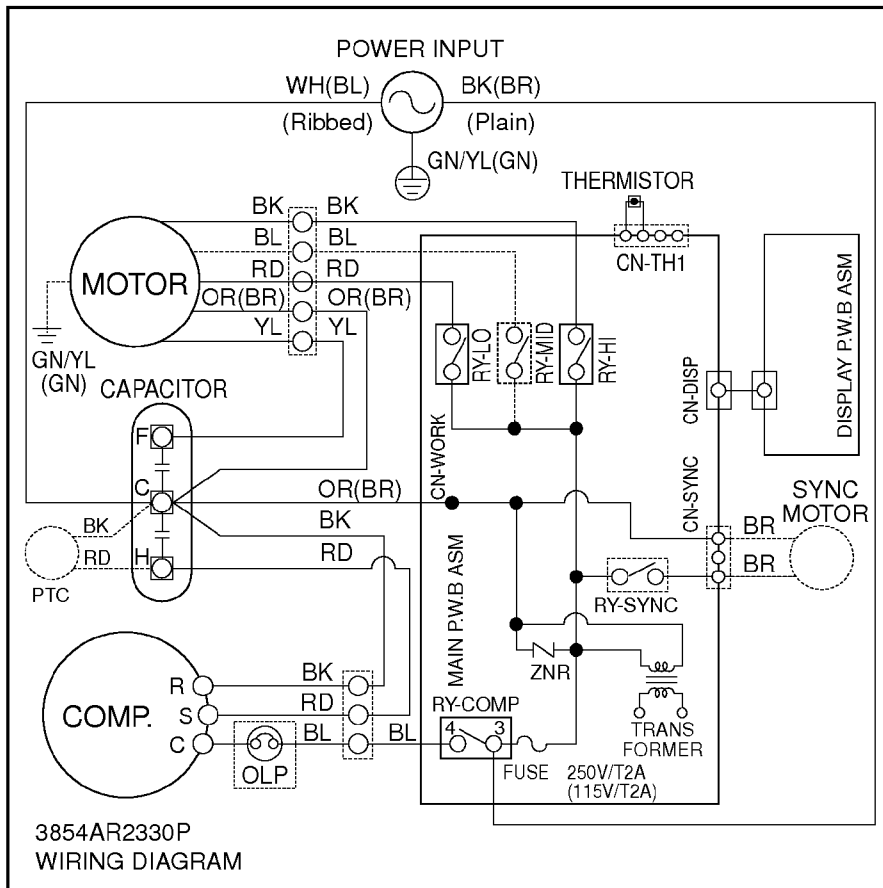 POWER INPUT
WH(BL)
BK(BR)
(Ribbed)
(Plain)
GN/YL(GN)
THERMISTOR
CN-TH1
BK
BK
BL
BL
RD
RD
OR(BR)
OR(BR)
YL
YL
MOTOR
GN/YL
(GN)
RY-LO
RY-MID
RY-HI
CN-DISP
DISPLAY P.W.B ASM
CAPACITOR
F
C
H
CN-WORK
OR(BR)
BK
RD
CN-SYNC
SYNC
MOTOR
BR
BR
BK
RD
PTC
MAIN P.W.B ASM
RY-SYNC
ZNR
TRANS
FORMER
COMP.
R
S
C
BK
RD
BL
BL
OLP
RY-COMP
4
3
FUSE
250V/T2A
(115V/T2A)
3854AR2330P
WIRING DIAGRAM